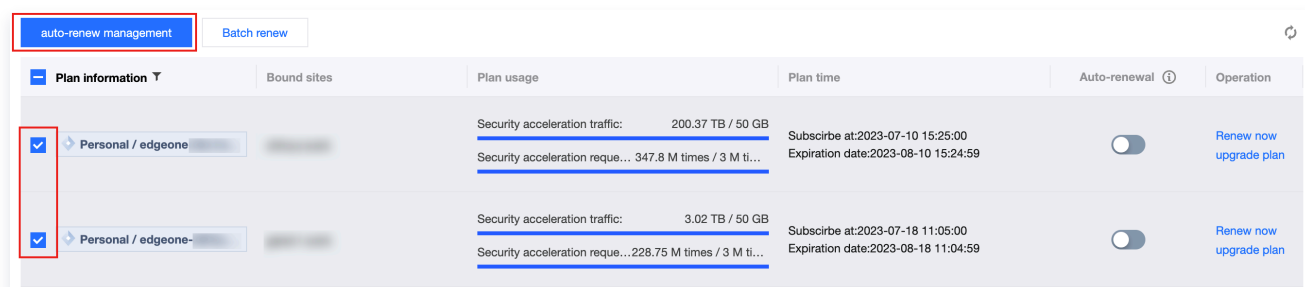 auto-renew management Batch renew
Plan information Bound sites Plan usage Plan time Auto-renewal Operation
Personal / edgeone
Security acceleration traffic: 200.37 TB / 50 GB
Security acceleration reque... 347.8 M times / 3 M ti...
Subscirbe at:2023-07-10 15:25:00
Expiration date:2023-08-10 15:24:59
Renew now
upgrade plan
Personal / edgeone-
Security acceleration traffic: 3.02 TB / 50 GB
Security acceleration reque...228.75 M times / 3 M ti...
Subscirbe at:2023-07-18 11:05:00
Expiration date:2023-08-18 11:04:59
Renew now
upgrade plan